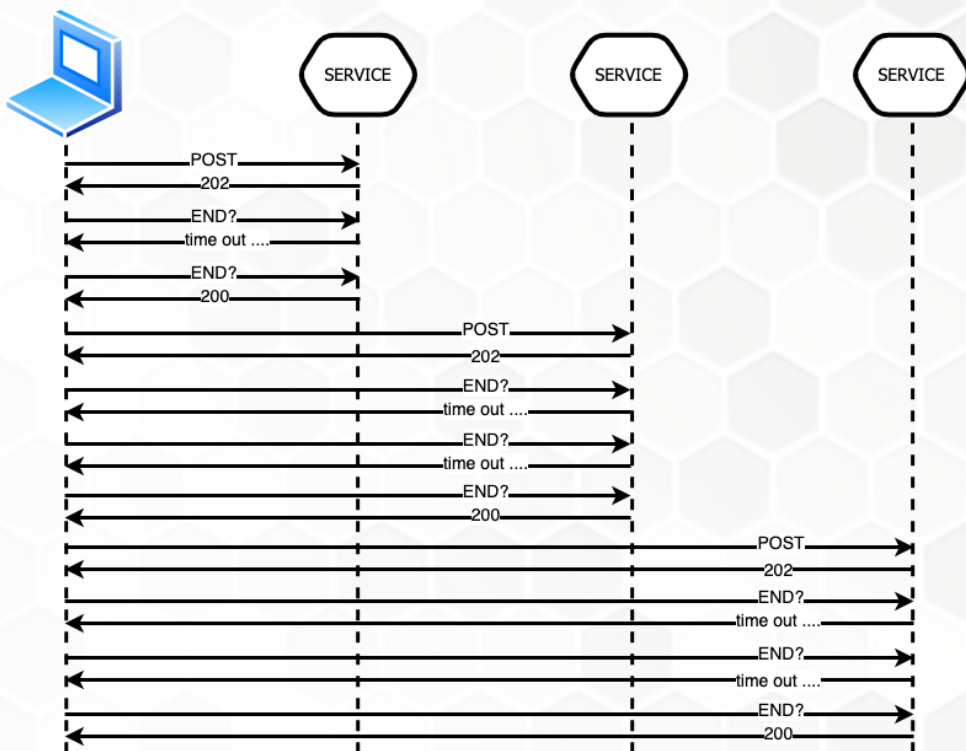 SERVICE
SERVICE
SERVICE
POST
202
END?
time out ....
END?
200
POST
202
END?
time out ....
END?
time out ....
END?
200
POST
202
END?
time out ....
END?
time out ....
END?
200